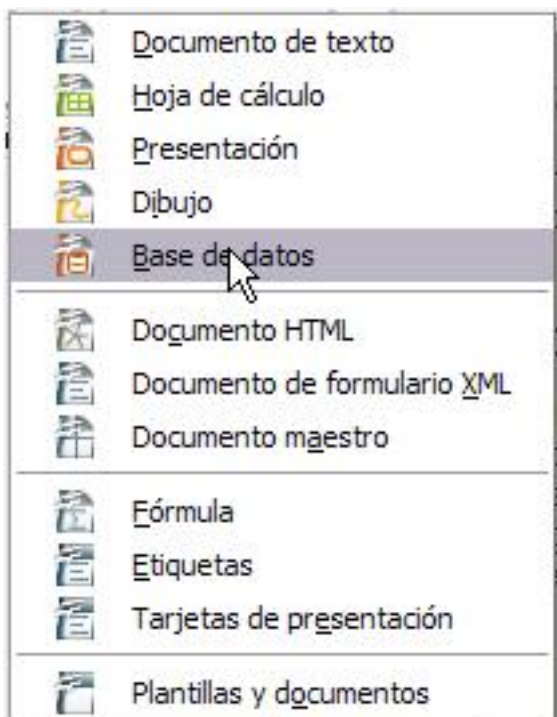 Documento de texto
Hoja de cálculo
Presentación
Dibujo
Base de datos
Documento HTML
Documento de formulario XML
Documento maestro
Fórmula
Etiquetas
Tarjetas de presentación
Plantillas y documentos